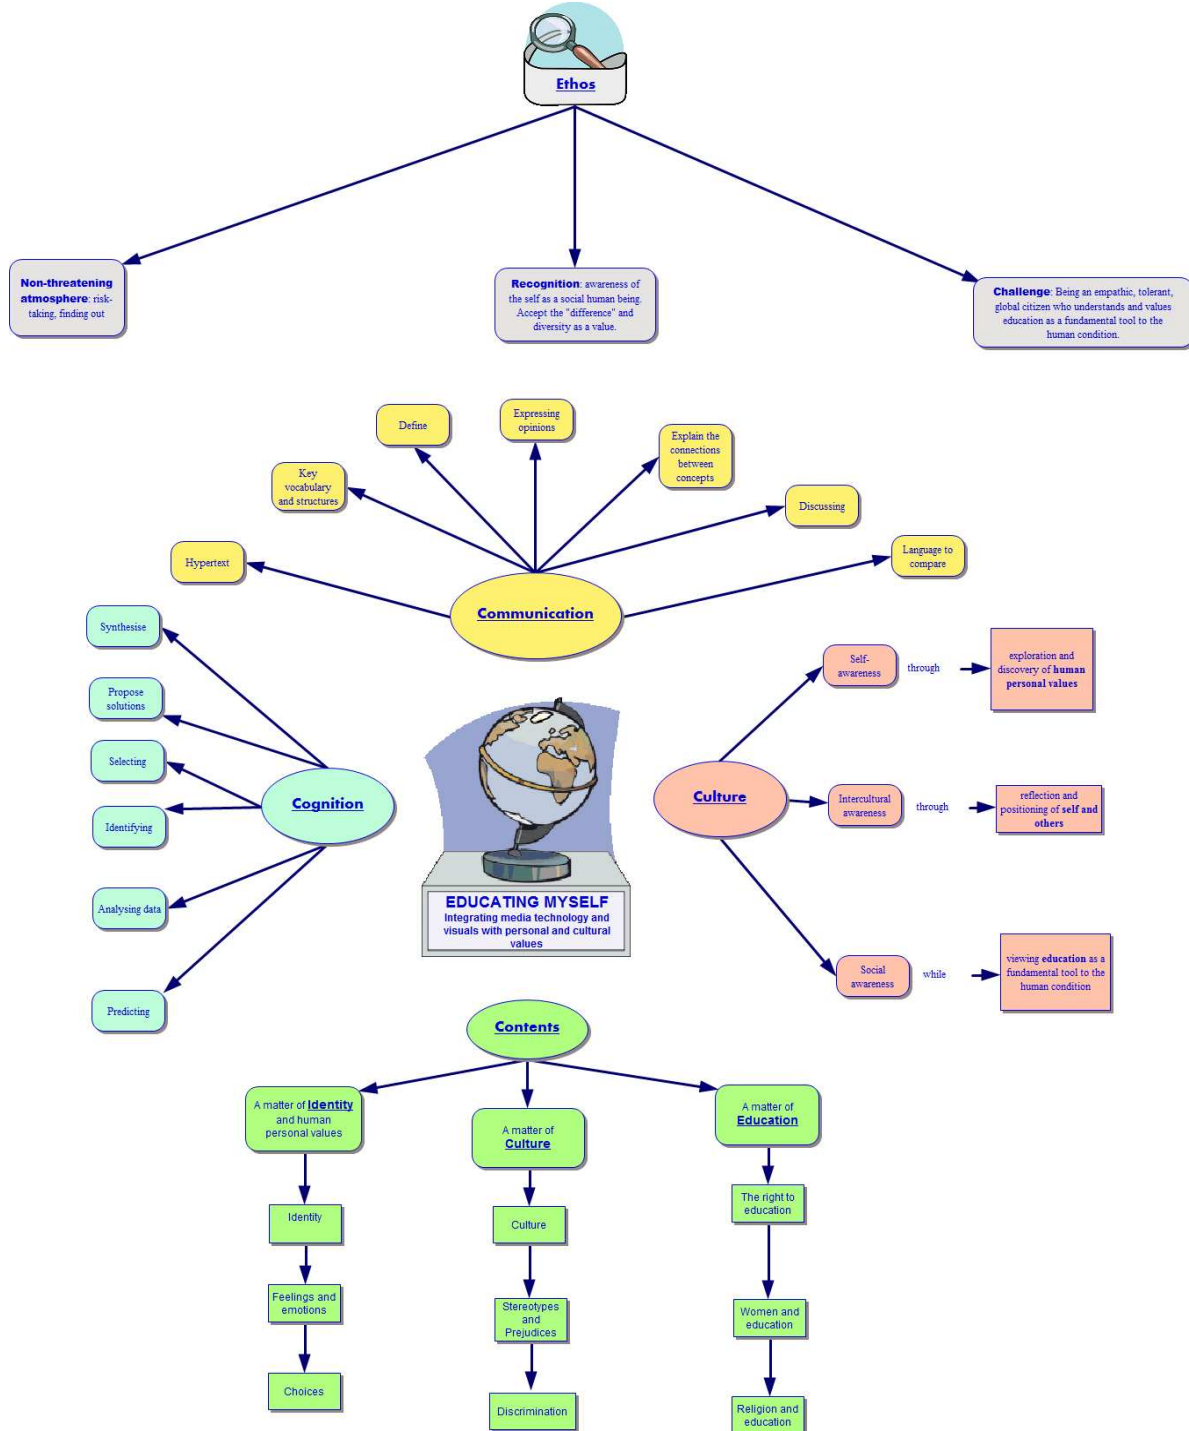 Ethos
Non-threatening
atmosphere: risk-
taking, finding out
Recognition: awareness of
the self as a social human being.
Accept the "difference" and
diversity as a value.
Challenge: Being an empathic, tolerant,
global citizen who understands and values
education as a fundamental tool to the
human condition.
Expressing
opinions
Define
Explain the
connections
between
concepts
Key
vocabulary
and structures
Discussing
Hypertext
Language to
compare
Communication
Synthesise
Propose
solutions
Selecting
Identifying
Analysing data
Predicting
Cognition
Self-
awareness
through
exploration and
discovery of human
personal values
Culture
Intercultural
awareness
through
reflection and
positioning of self and
others
Social
awareness
while
viewing education as a
fundamental tool to the
human condition
EDUCATING MYSELF
Integrating media technology and
visuals with personal and cultural
values
Contents
A matter of Identity
and human
personal values
Identity
Feelings and
emotions
Choices
A matter of
Culture
Culture
Stereotypes
and
Prejudices
Discrimination
A matter of
Education
The right to
education
Women and
education
Religion and
education